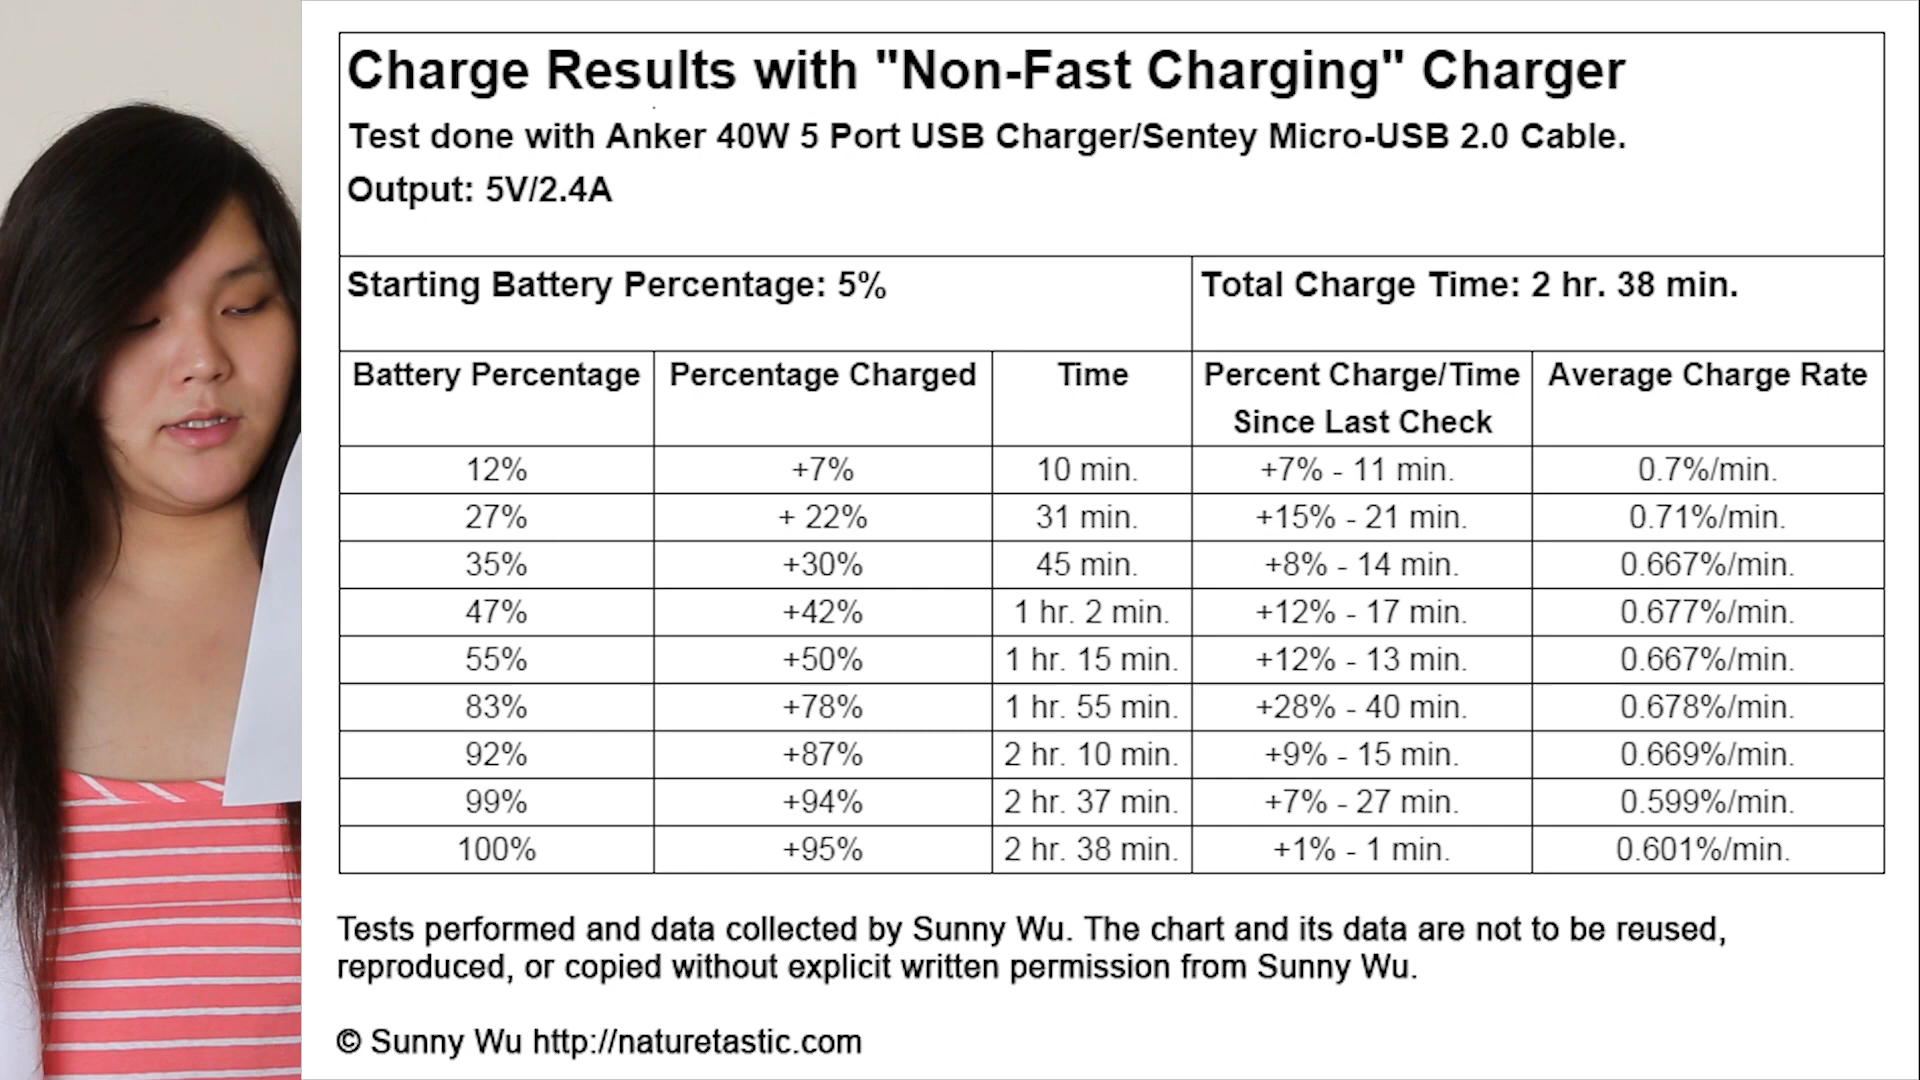 Charge Results with "Non-Fast Charging" Charger
Test done with Anker 40W 5 Port USB Charger/Sentey Micro-USB 2.0 Cable.
Output: 5V/2.4A
Starting Battery Percentage: 5% Total Charge Time: 2 hr. 38 min.
Battery Percentage Percentage Charged Time Percent Charge/Time Average Charge Rate
Since Last Check
12% +7% 10 min. +7% - 11 min. 0.7%/min.
27% + 22% 31 min. +15% - 21 min. 0.71%/min.
35% +30% 45 min. +8% - 14 min. 0.667%/min.
47% +42% 1 hr. 2 min. +12% - 17 min. 0.677%/min.
55% +50% 1 hr. 15 min. +12% - 13 min. 0.667%/min.
83% +78% 1 hr. 55 min. +28% - 40 min. 0.678%/min.
92% +87% 2 hr. 10 min. +9% - 15 min. 0.669%/min.
99% +94% 2 hr. 37 min. +7% - 27 min. 0.599%/min.
100% +95% 2 hr. 38 min. +1% - 1 min. 0.601%/min.
Tests performed and data collected by Sunny Wu. The chart and its data are not to be reused,
reproduced, or copied without explicit written permission from Sunny Wu.
© Sunny Wu http://naturetastic.com